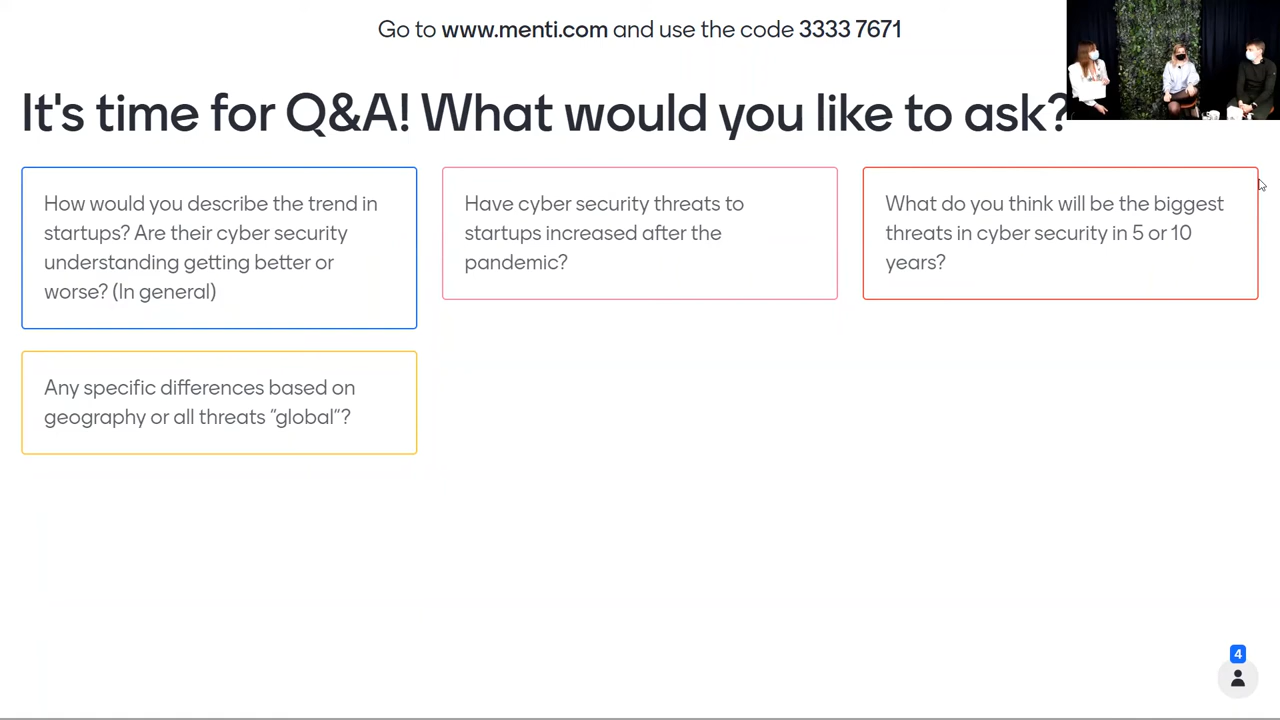 Go to www.menti.com and use the code 3333 7671
It's time for Q&A! What would you like to ask?
How would you describe the trend in
startups? Are their cyber security
understanding getting better or
worse? (In general)
Have cyber security threats to
startups increased after the
pandemic?
What do you think will be the biggest
threats in cyber security in 5 or 10
years?
Any specific differences based on
geography or all threats “global”?
4